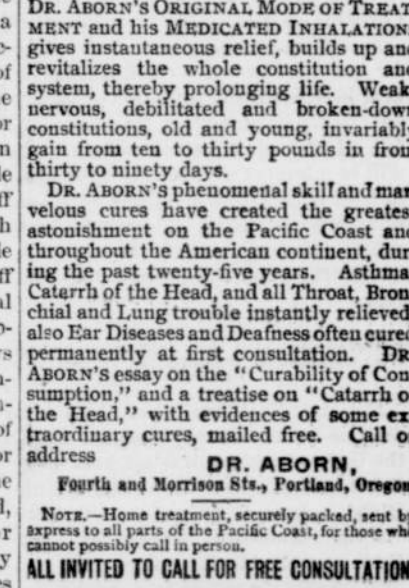 DR. ABORN'S ORIGINAL MODE OF TREAT
MENT and his MEDICATED INHALATION
gives instantaneous relief, builds up and
revitalizes the whole constitution and
system, thereby prolonging life. Weak
nervous, debilitated and broken-down
constitutions, old and young, invariably
gain from ten to thirty pounds in from
thirty to ninety days.
DR. ABORN'S phenomenal skill and mar
velous cures have created the greates
astonishment on the Pacific Coast and
throughout the American continent, dur
ing the past twenty-five years. Asthma
Catarrh of the Head, and all Throat, Bron
chial and Lung trouble instantly relieved
also Ear Diseases and Deafness often cured
permanently at first consultation. DR
ABORN'S essay on the "Curability of Con
sumption," and a treatise on "Catarrh o
the Head," with evidences of some ex
traordinary cures, mailed free. Call o
address
DR. ABORN,
Fourth and Morrison Sts., Portland, Oregon
NOTE.—Home treatment, securely packed, sent b
express to all parts of the Pacific Coast, for those wh
cannot possibly call in person.
ALL INVITED TO CALL FOR FREE CONSULTATION